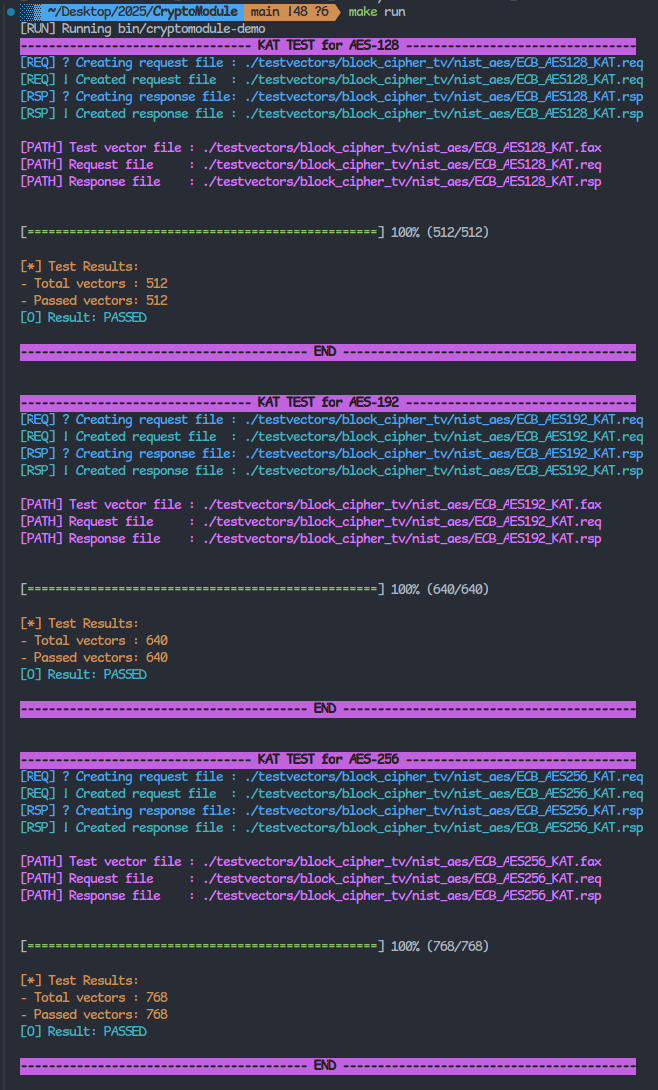 ~/Desktop/2025/CryptoModule main !48 ?6 make run
[RUN] Running bin/cryptomodule-demo
--------------------------------- KAT TEST for AES-128 ---------------------------------
[REQ] ? Creating request file : ./testvectors/block_cipher_tv/nist_aes/ECB_AES128_KAT.req
[REQ] ! Created request file  : ./testvectors/block_cipher_tv/nist_aes/ECB_AES128_KAT.req
[RSP] ? Creating response file: ./testvectors/block_cipher_tv/nist_aes/ECB_AES128_KAT.rsp
[RSP] ! Created response file : ./testvectors/block_cipher_tv/nist_aes/ECB_AES128_KAT.rsp
[PATH] Test vector file : ./testvectors/block_cipher_tv/nist_aes/ECB_AES128_KAT.fax
[PATH] Request file     : ./testvectors/block_cipher_tv/nist_aes/ECB_AES128_KAT.req
[PATH] Response file    : ./testvectors/block_cipher_tv/nist_aes/ECB_AES128_KAT.rsp
[==================================================] 100% (512/512)
[*] Test Results:
- Total vectors : 512
- Passed vectors: 512
[O] Result: PASSED
----------------------------------------- END ------------------------------------------
--------------------------------- KAT TEST for AES-192 ---------------------------------
[REQ] ? Creating request file : ./testvectors/block_cipher_tv/nist_aes/ECB_AES192_KAT.req
[REQ] ! Created request file  : ./testvectors/block_cipher_tv/nist_aes/ECB_AES192_KAT.req
[RSP] ? Creating response file: ./testvectors/block_cipher_tv/nist_aes/ECB_AES192_KAT.rsp
[RSP] ! Created response file : ./testvectors/block_cipher_tv/nist_aes/ECB_AES192_KAT.rsp
[PATH] Test vector file : ./testvectors/block_cipher_tv/nist_aes/ECB_AES192_KAT.fax
[PATH] Request file     : ./testvectors/block_cipher_tv/nist_aes/ECB_AES192_KAT.req
[PATH] Response file    : ./testvectors/block_cipher_tv/nist_aes/ECB_AES192_KAT.rsp
[==================================================] 100% (640/640)
[*] Test Results:
- Total vectors : 640
- Passed vectors: 640
[O] Result: PASSED
----------------------------------------- END ------------------------------------------
--------------------------------- KAT TEST for AES-256 ---------------------------------
[REQ] ? Creating request file : ./testvectors/block_cipher_tv/nist_aes/ECB_AES256_KAT.req
[REQ] ! Created request file  : ./testvectors/block_cipher_tv/nist_aes/ECB_AES256_KAT.req
[RSP] ? Creating response file: ./testvectors/block_cipher_tv/nist_aes/ECB_AES256_KAT.rsp
[RSP] ! Created response file : ./testvectors/block_cipher_tv/nist_aes/ECB_AES256_KAT.rsp
[PATH] Test vector file : ./testvectors/block_cipher_tv/nist_aes/ECB_AES256_KAT.fax
[PATH] Request file     : ./testvectors/block_cipher_tv/nist_aes/ECB_AES256_KAT.req
[PATH] Response file    : ./testvectors/block_cipher_tv/nist_aes/ECB_AES256_KAT.rsp
[==================================================] 100% (768/768)
[*] Test Results:
- Total vectors : 768
- Passed vectors: 768
[O] Result: PASSED
----------------------------------------- END ------------------------------------------